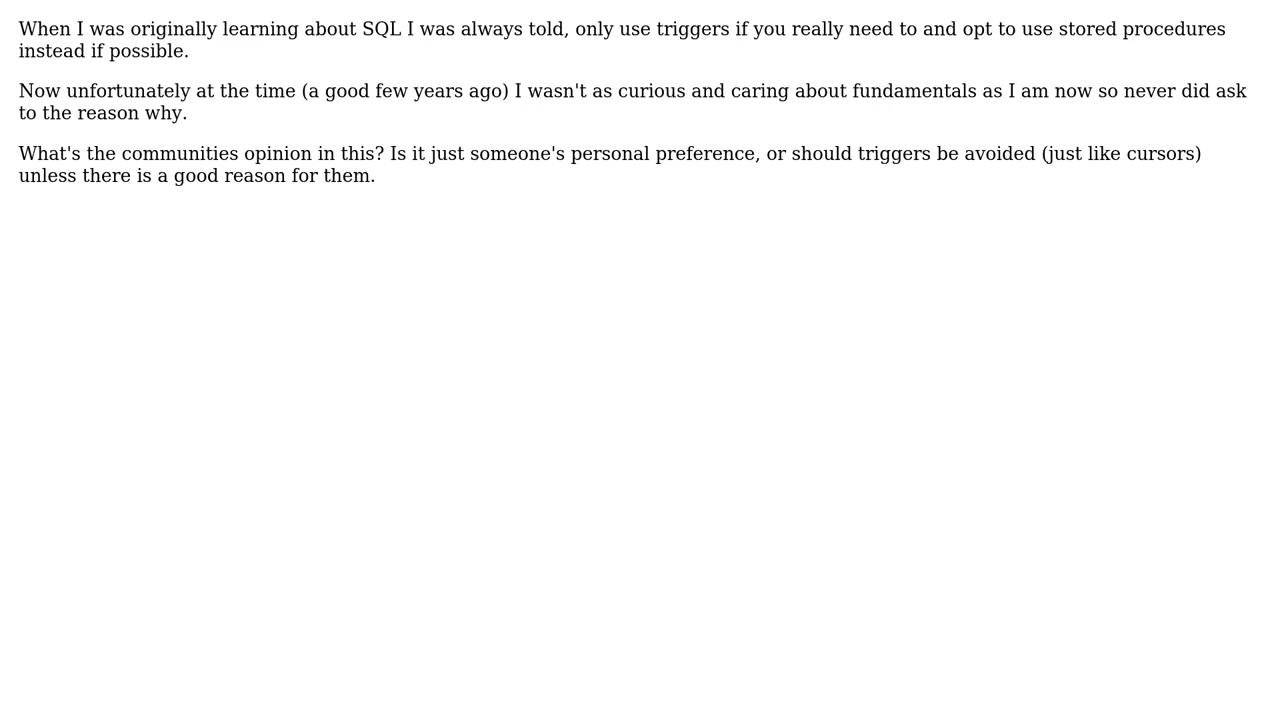 When I was originally learning about SQL I was always told, only use triggers if you really need to and opt to use stored procedures
instead if possible.
Now unfortunately at the time (a good few years ago) I wasn't as curious and caring about fundamentals as I am now so never did ask
to the reason why.
What's the communities opinion in this? Is it just someone's personal preference, or should triggers be avoided (just like cursors)
unless there is a good reason for them.